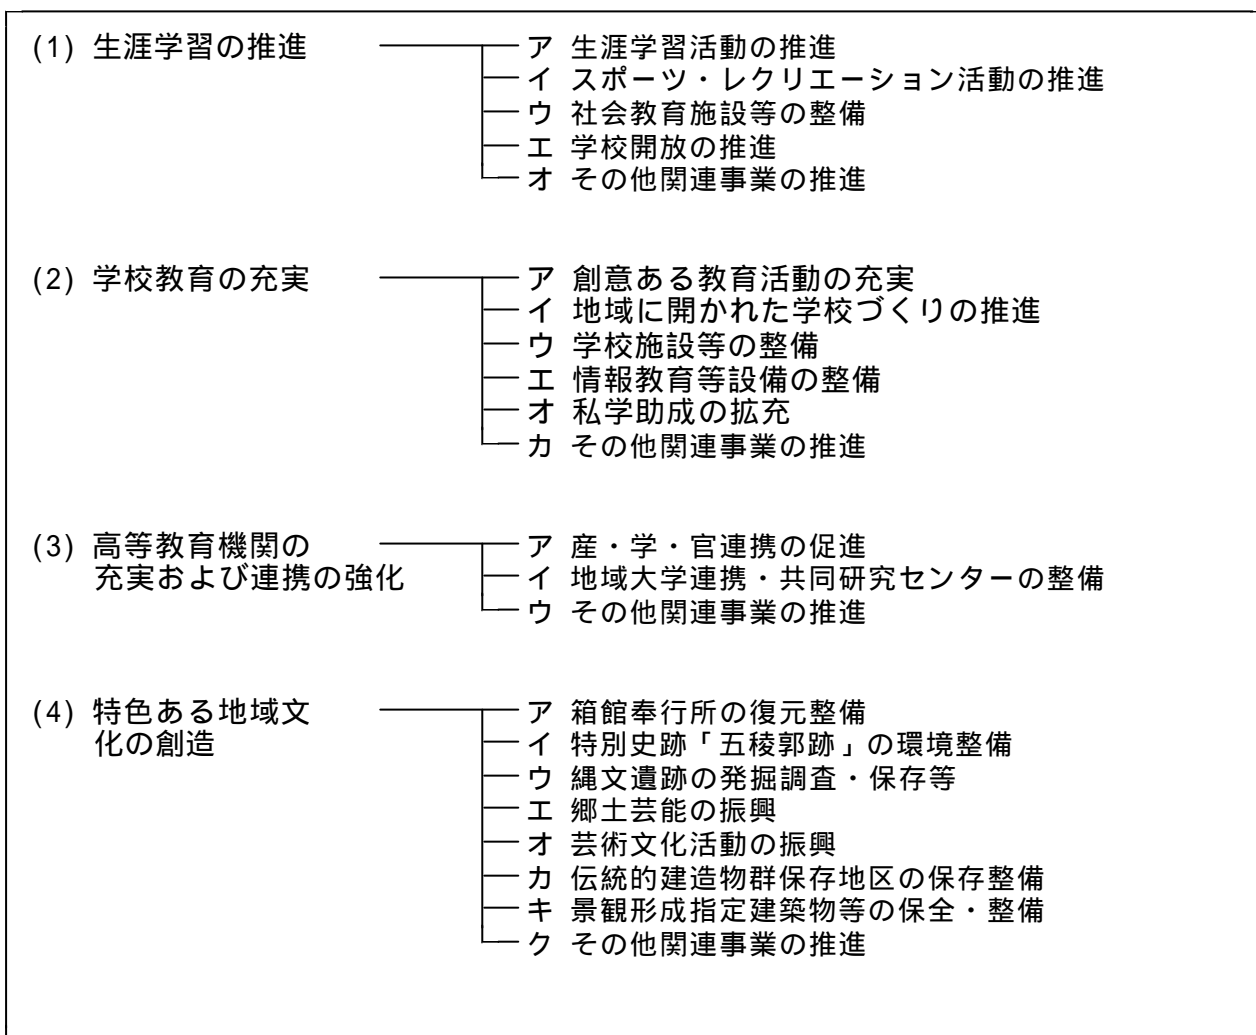 (1) 生涯学習の推進 ア 生涯学習活動の推進
イ スポーツ・レクリエーション活動の推進
ウ 社会教育施設等の整備
エ 学校開放の推進
オ その他関連事業の推進
(2) 学校教育の充実 ア 創意ある教育活動の充実
イ 地域に開かれた学校づくりの推進
ウ 学校施設等の整備
エ 情報教育等設備の整備
オ 私学助成の拡充
カ その他関連事業の推進
(3) 高等教育機関の ア 産・学・官連携の促進
充実および連携の強化 イ 地域大学連携・共同研究センターの整備
ウ その他関連事業の推進
(4) 特色ある地域文 ア 箱館奉行所の復元整備
化の創造 イ 特別史跡「五稜郭跡」の環境整備
ウ 縄文遺跡の発掘調査・保存等
エ 郷土芸能の振興
オ 芸術文化活動の振興
カ 伝統的建造物群保存地区の保存整備
キ 景観形成指定建築物等の保全・整備
ク その他関連事業の推進